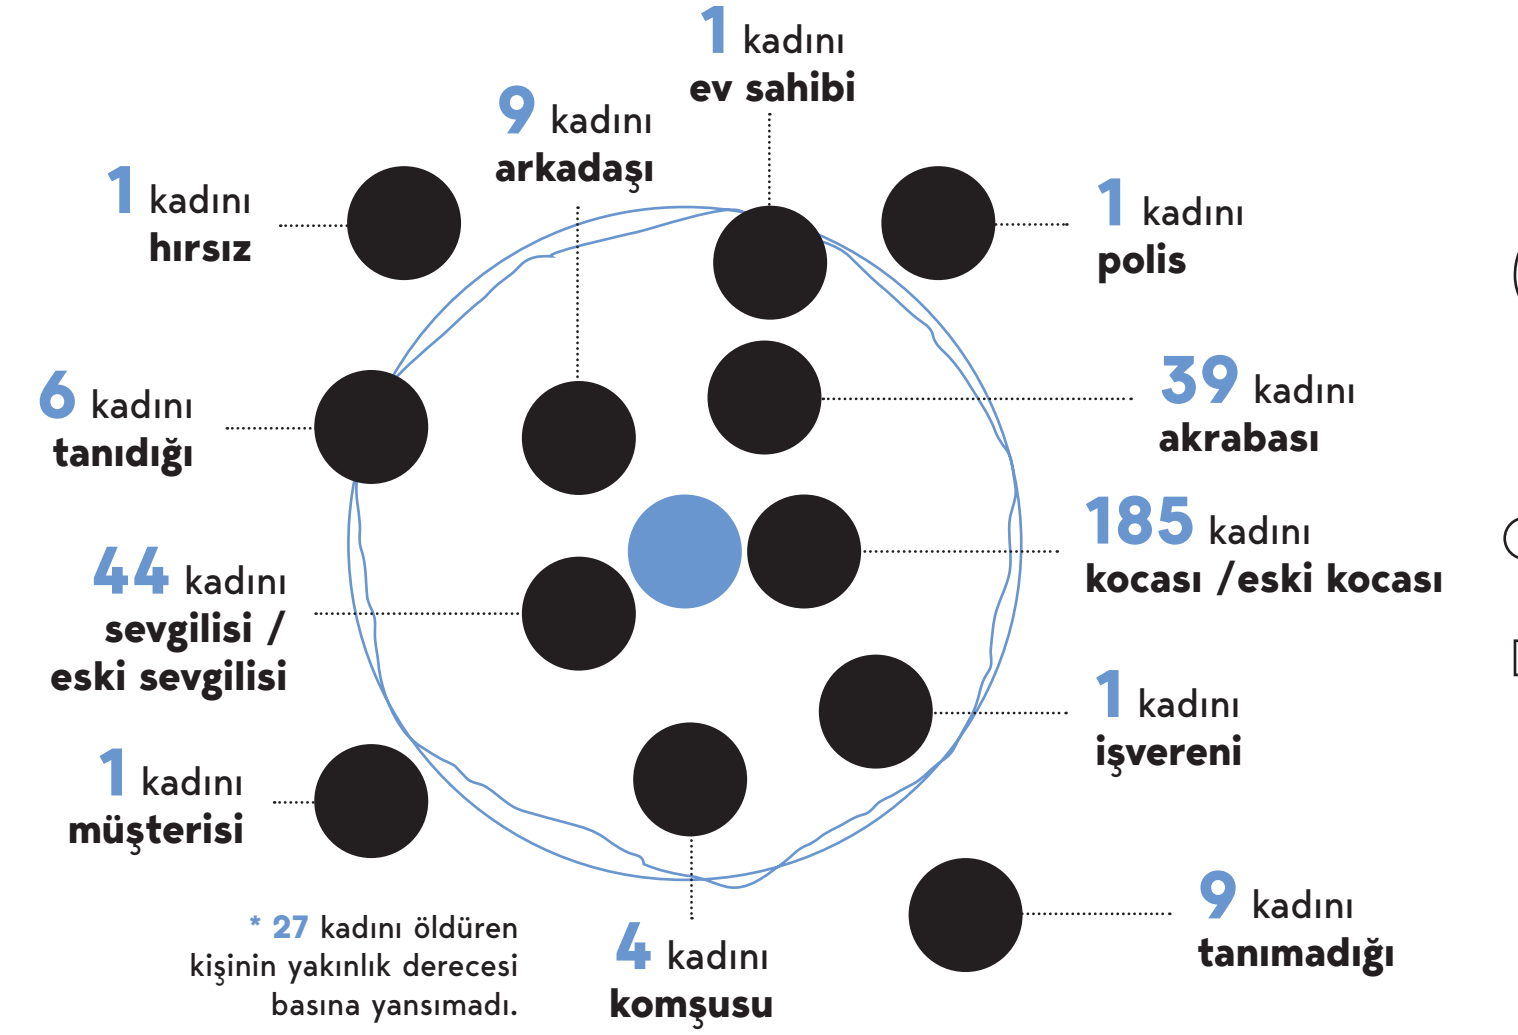 1 kadını
ev sahibi
9 kadını
arkadaşı
1 kadını
hırsız
1 kadını
polis
6 kadını
tanıdığı
39 kadını
akrabası
185 kadını
kocası /eski kocası
44 kadını
sevgilisi /
eski sevgilisi
1 kadını
işvereni
1 kadını
müşterisi
9 kadını
tanımadığı
* 27 kadını öldüren
kişinin yakınlık derecesi
basına yansımadı.
4 kadını
komşusu